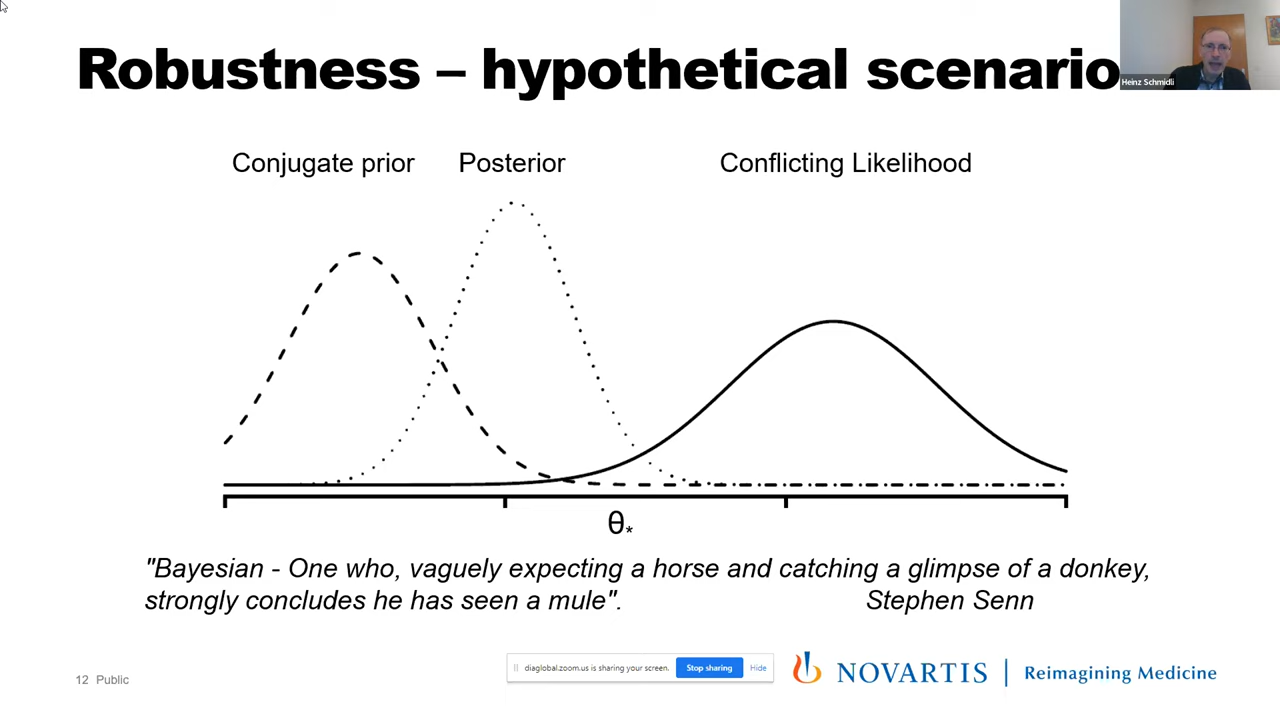 Robustness – hypothetical scenario
Heinz Schmidli
Conjugate prior
Posterior
Conflicting Likelihood
θ*
"Bayesian - One who, vaguely expecting a horse and catching a glimpse of a donkey,
strongly concludes he has seen a mule".
Stephen Senn
diaglobal.zoom.us is sharing your screen.
Stop sharing
Hide
NOVARTIS
Reimagining Medicine
12 Public